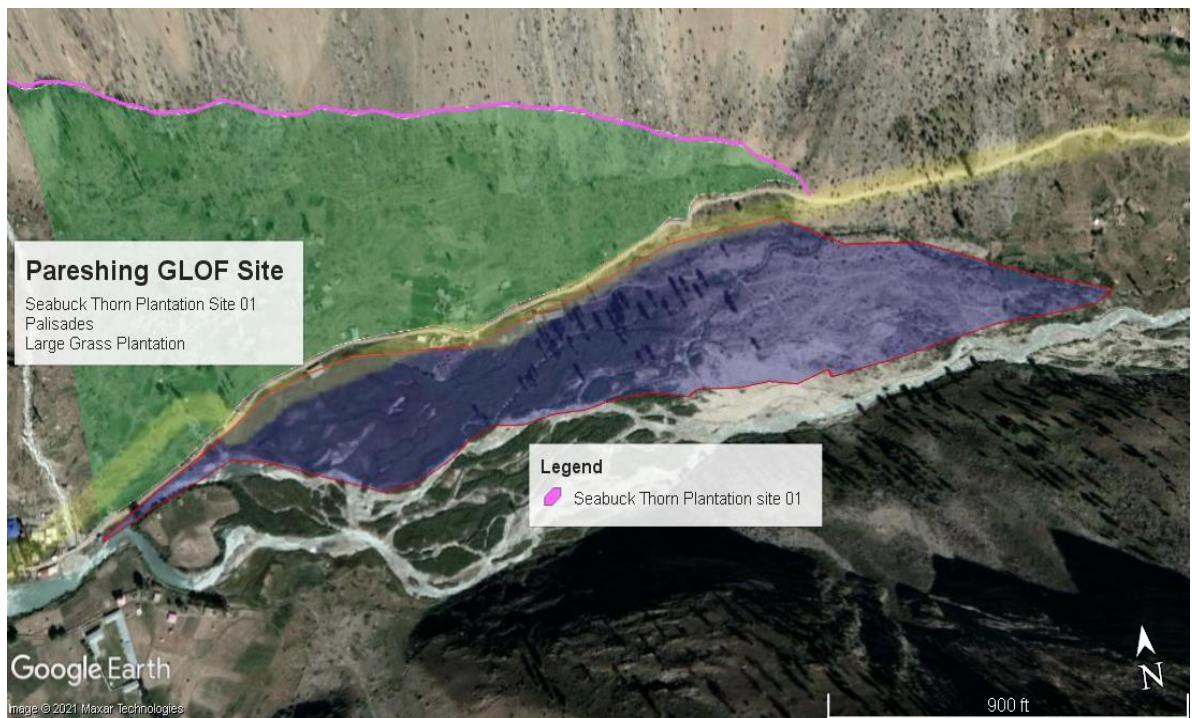 Pareshing GLOF Site
Seabuck Thorn Plantation Site 01
Palisades
Large Grass Plantation
Legend
Seabuck Thorn Plantation site 01
Google Earth
Image © 2021 Maxar Technologies
N
900 ft